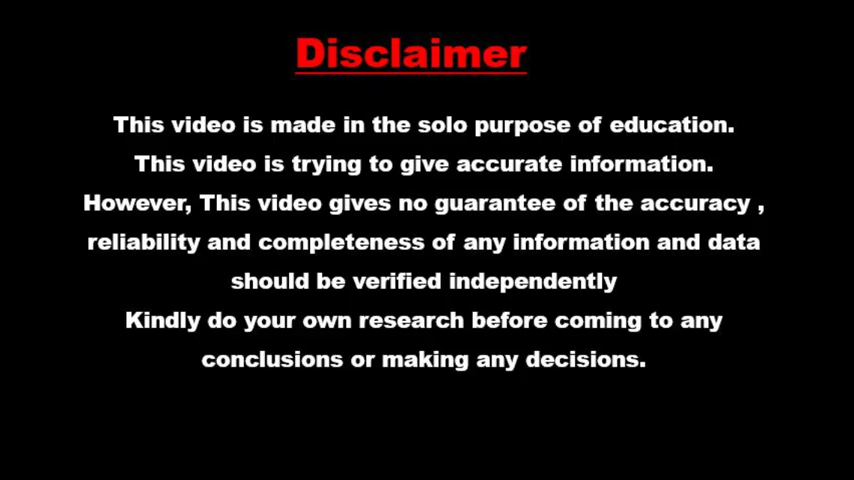 Disclaimer
This video is made in the solo purpose of education.
This video is trying to give accurate information.
However, This video gives no guarantee of the accuracy ,
reliability and completeness of any information and data
should be verified independently
Kindly do your own research before coming to any
conclusions or making any decisions.